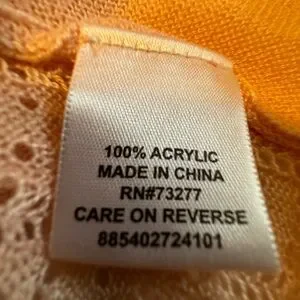 100% ACRYLIC
MADE IN CHINA
RN#73277
CARE ON REVERSE
885402724101